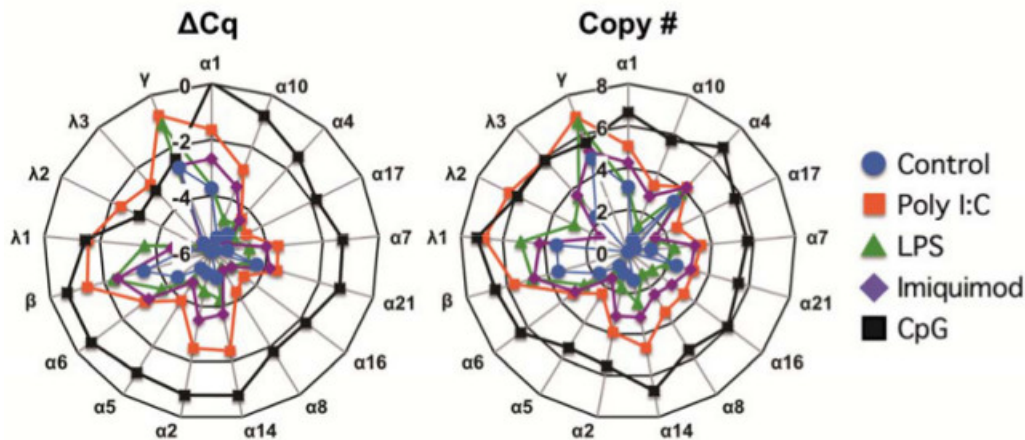 ΔCq
α1
α10
α4
α17
α7
α21
α16
α8
α14
α2
α5
α6
β
λ1
λ2
λ3
γ
0
-2
-4
-6
Copy #
α1
α10
α4
α17
α7
α21
α16
α8
α14
α2
α5
α6
β
λ1
λ2
λ3
γ
8
6
4
2
0
Control
Poly I:C
LPS
Imiquimod
CpG